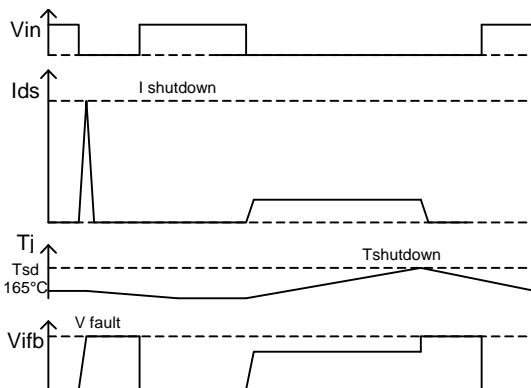 Vin
Ids
I shutdown
Tj
Tsd
165°C
Tshutdown
V fault
Vifb